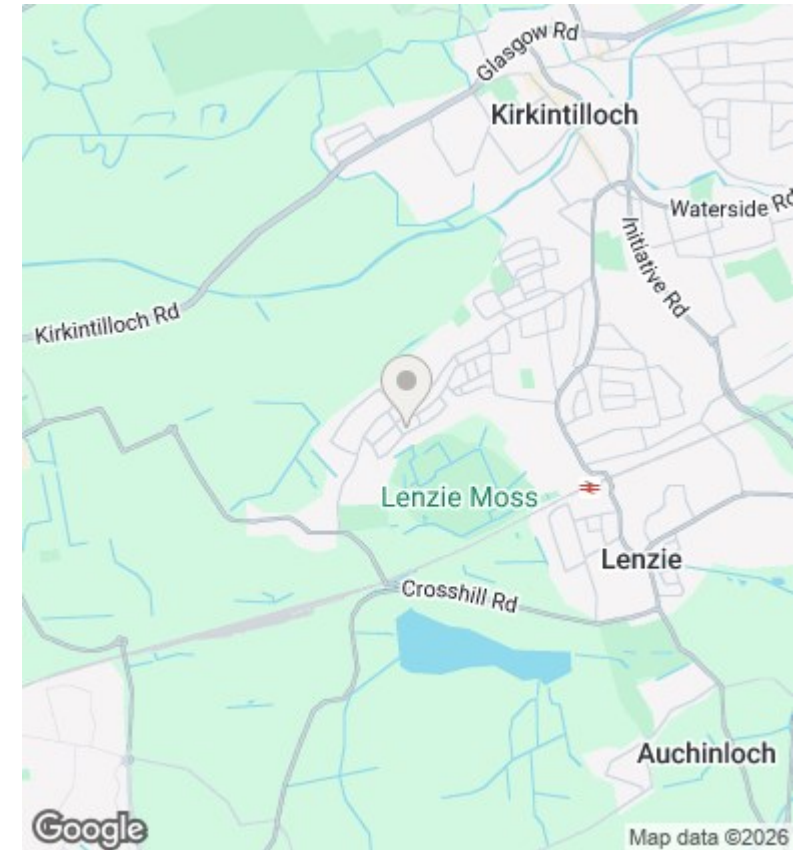 Glasgow Rd
Kirkintilloch
Waterside Rd
Initiative Rd
Kirkintilloch Rd
Lenzie Moss
Lenzie
Crosshill Rd
Auchinloch
Google
Map data ©2026